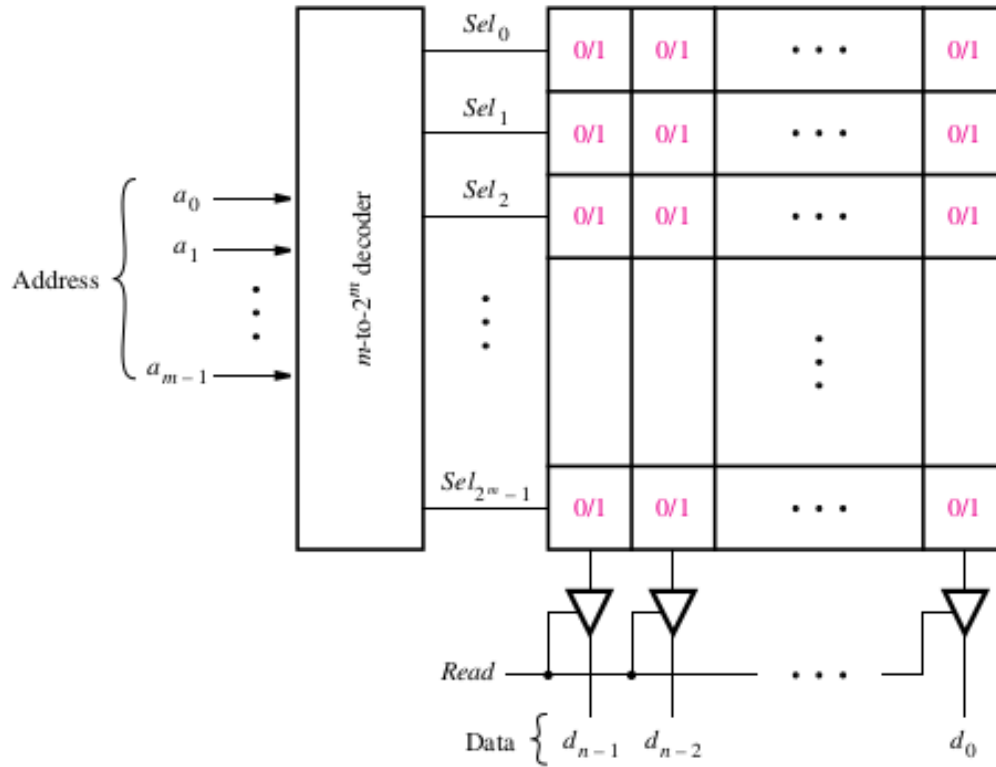 Sel₀ 0/1 0/1 • • • 0/1
Sel₁ 0/1 0/1 • • • 0/1
Sel₂ 0/1 0/1 • • • 0/1
a₀
a₁
Address
m-to-2ᵐ decoder
aₘ₋₁
Sel_{2ᵐ − 1} 0/1 0/1 • • • 0/1
Read • • •
Data { dₙ₋₁ dₙ₋₂ d₀